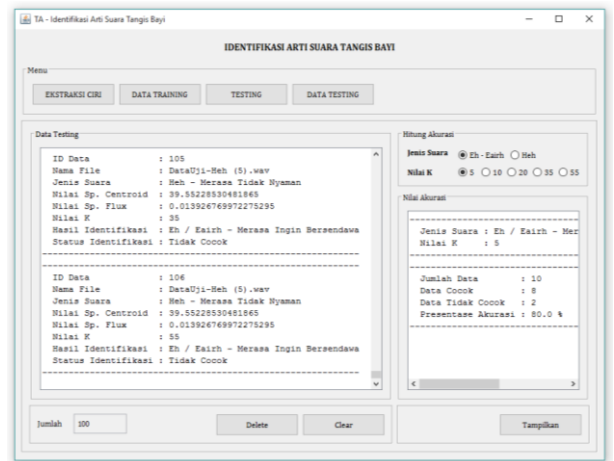 TA - Identifikasi Arti Suara Tangis Bayi
IDENTIFIKASI ARTI SUARA TANGIS BAYI
Menu
EKSTRAKSI CIRI DATA TRAINING TESTING DATA TESTING
Data Testing
ID Data : 105
Nama File : DataUji-Heh (5).wav
Jenis Suara : Heh - Merasa Tidak Nyaman
Nilai Sp. Centroid : 39.55228530481865
Nilai Sp. Flux : 0.013926769972275295
Nilai K : 35
Hasil Identifikasi : Eh / Eairh - Merasa Ingin Bersendawa
Status Identifikasi : Tidak Cocok
ID Data : 106
Nama File : DataUji-Heh (5).wav
Jenis Suara : Heh - Merasa Tidak Nyaman
Nilai Sp. Centroid : 39.55228530481865
Nilai Sp. Flux : 0.013926769972275295
Nilai K : 55
Hasil Identifikasi : Eh / Eairh - Merasa Ingin Bersendawa
Status Identifikasi : Tidak Cocok
Jumlah 100 Delete Clear
Hitung Akurasi
Jenis Suara Eh - Eairh Heh
Nilai K 5 10 20 35 55
Nilai Akurasi
Jenis Suara : Eh / Eairh - Mer
Nilai K : 5
Jumlah Data : 10
Data Cocok : 8
Data Tidak Cocok : 2
Presentase Akurasi : 80.0 %
Tampilkan